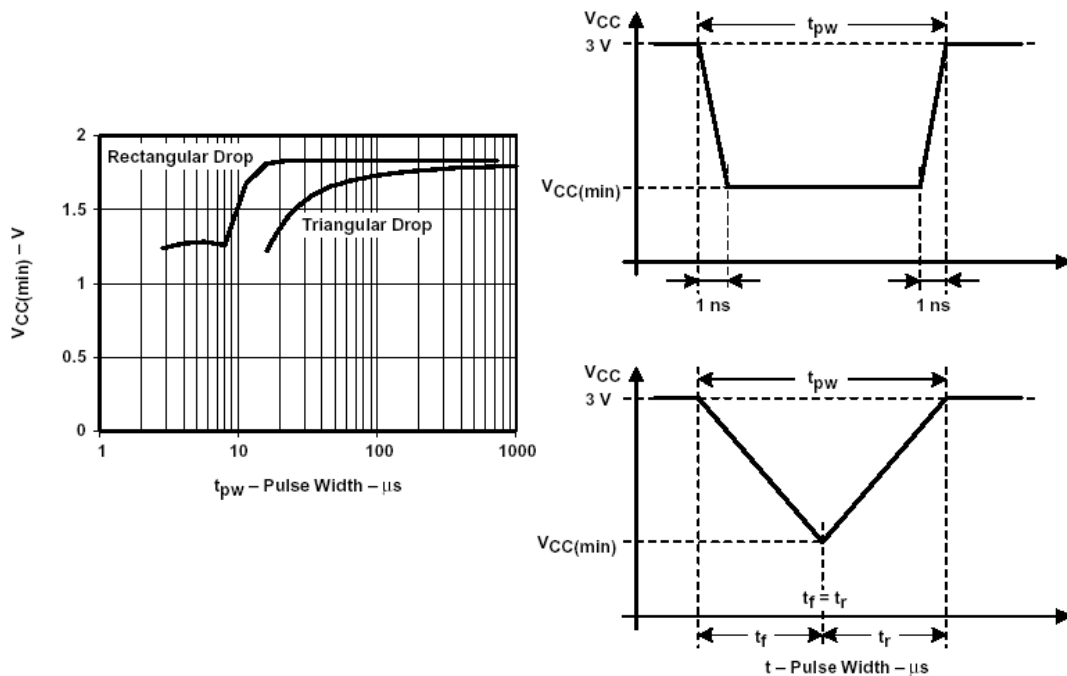 2
1.5
1
0.5
0
Rectangular Drop
Triangular Drop
VCC(min) – V
1 10 100 1000
tpw – Pulse Width – μs
VCC
3 V
tpw
VCC(min)
1 ns 1 ns
VCC
3 V
tpw
VCC(min)
tf = tr
tf tr
t – Pulse Width – μs